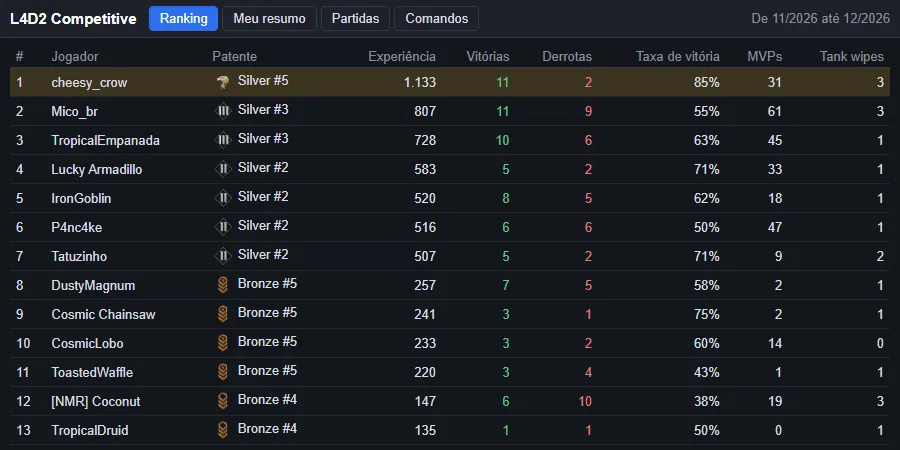 L4D2 Competitive Ranking Meu resumo Partidas Comandos De 11/2026 até 12/2026
# Jogador Patente Experiência Vitórias Derrotas Taxa de vitória MVPs Tank wipes
1 cheesy_crow Silver #5 1.133 11 2 85% 31 3
2 Mico_br Silver #3 807 11 9 55% 61 3
3 TropicalEmpanada Silver #3 728 10 6 63% 45 1
4 Lucky Armadillo Silver #2 583 5 2 71% 33 1
5 IronGoblin Silver #2 520 8 5 62% 18 1
6 P4nc4ke Silver #2 516 6 6 50% 47 1
7 Tatuzinho Silver #2 507 5 2 71% 9 2
8 DustyMagnum Bronze #5 257 7 5 58% 2 1
9 Cosmic Chainsaw Bronze #5 241 3 1 75% 2 1
10 CosmicLobo Bronze #5 233 3 2 60% 14 0
11 ToastedWaffle Bronze #5 220 3 4 43% 1 1
12 [NMR] Coconut Bronze #4 147 6 10 38% 19 3
13 TropicalDruid Bronze #4 135 1 1 50% 0 1